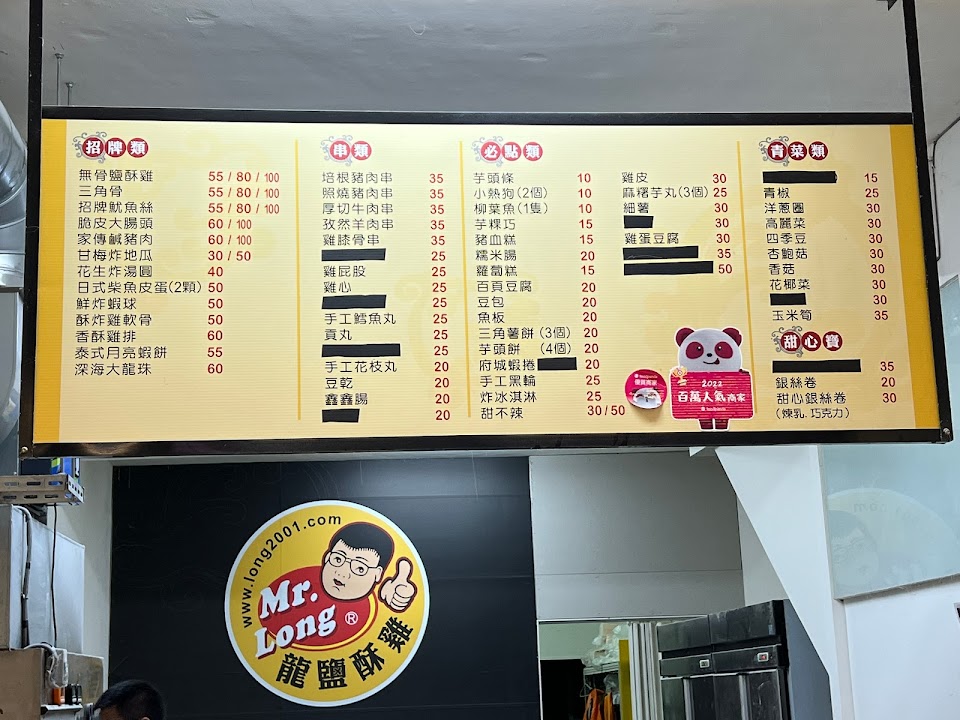 招牌類
無骨鹽酥雞 55 / 80 / 100
三角骨 55 / 80 / 100
招牌魷魚絲 55 / 80 / 100
脆皮大腸頭 60 / 100
家傳鹹豬肉 60 / 100
甘梅炸地瓜 30 / 50
花生炸湯圓 40
日式柴魚皮蛋(2顆) 50
鮮炸蝦球 50
酥炸雞軟骨 50
香酥雞排 60
泰式月亮蝦餅 55
深海大龍珠 60
串類
培根豬肉串 35
照燒豬肉串 35
厚切牛肉串 35
孜然羊肉串 35
雞膝骨串 35
25
雞屁股 25
雞心 25
25
手工鱈魚丸 25
貢丸 25
25
手工花枝丸 20
豆乾 20
鑫鑫腸 20
20
必點類
芋頭條 10
小熱狗(2個) 10
柳葉魚(1隻) 10
芋粿巧 15
豬血糕 15
糯米腸 20
蘿蔔糕 15
百頁豆腐 20
豆包 20
魚板 20
三角薯餅 (3個) 20
芋頭餅 (4個) 20
府城蝦捲 20
手工黑輪 25
炸冰淇淋 25
甜不辣 30 / 50
雞皮 30
麻糬芋丸(3個) 25
細薯 30
30
雞蛋豆腐 30
35
50
2022
百萬人氣商家
foodpanda
青菜類
15
青椒 25
洋蔥圈 30
高麗菜 30
四季豆 30
杏鮑菇 30
香菇 30
花椰菜 30
30
玉米筍 35
甜心寶
35
銀絲卷 20
甜心銀絲卷 30
(煉乳.巧克力)
www.long2001.com
Mr.
Long ®
龍鹽酥雞